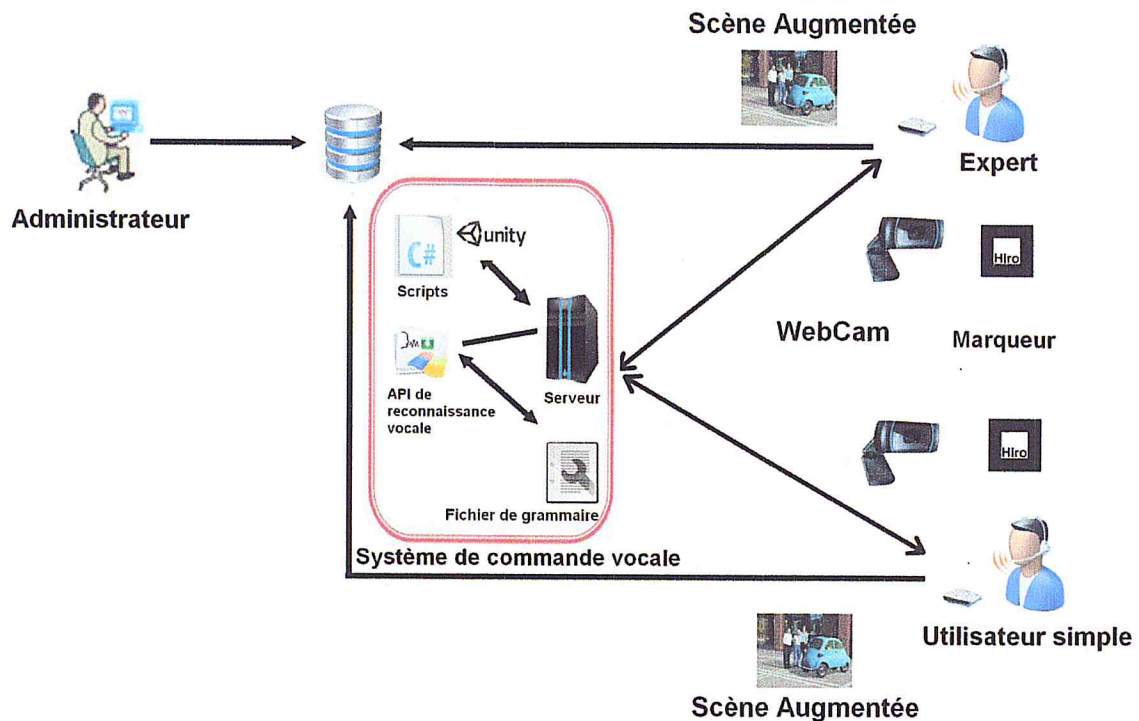 Scène Augmentée
Expert
Administrateur
C#
unity
Scripts
API de
reconnaissance
vocale
Serveur
Fichier de grammaire
Système de commande vocale
WebCam
Marqueur
HIro
HIro
Utilisateur simple
Scène Augmentée